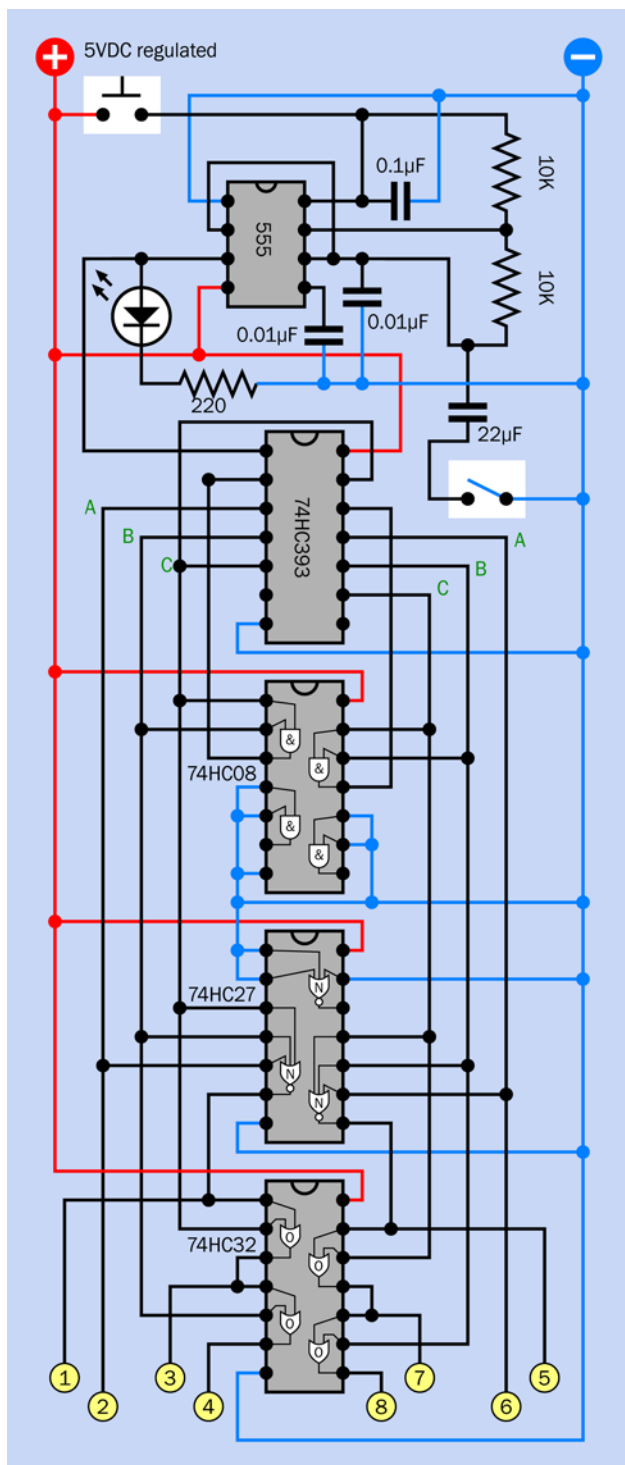 + 5VDC regulated −
10K
0.1µF
555
10K
0.01µF
0.01µF
220
22µF
74HC393
A
B
C
A
B
C
&
&
74HC08
&
&
N
74HC27
N
N
74HC32
O
O
O
O
1
2
3
4
8
7
6
5